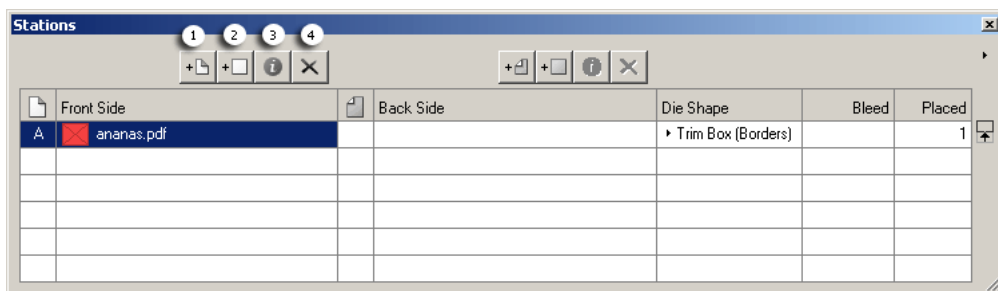 Stations
1 2 3 4
Front Side Back Side Die Shape Bleed Placed
A ananas.pdf Trim Box (Borders) 1